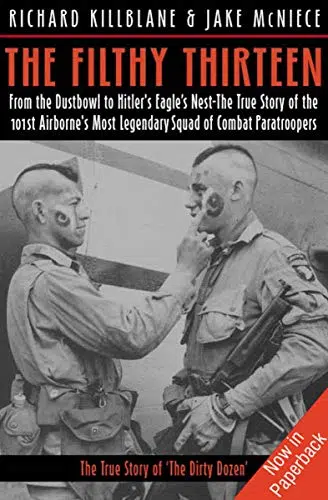 RICHARD KILLBLANE & JAKE McNIECE
THE FILTHY THIRTEEN
From the Dustbowl to Hitler's Eagle's Nest-The True Story of the
101st Airborne's Most Legendary Squad of Combat Paratroopers
Now in
Paperback
The True Story of 'The Dirty Dozen'